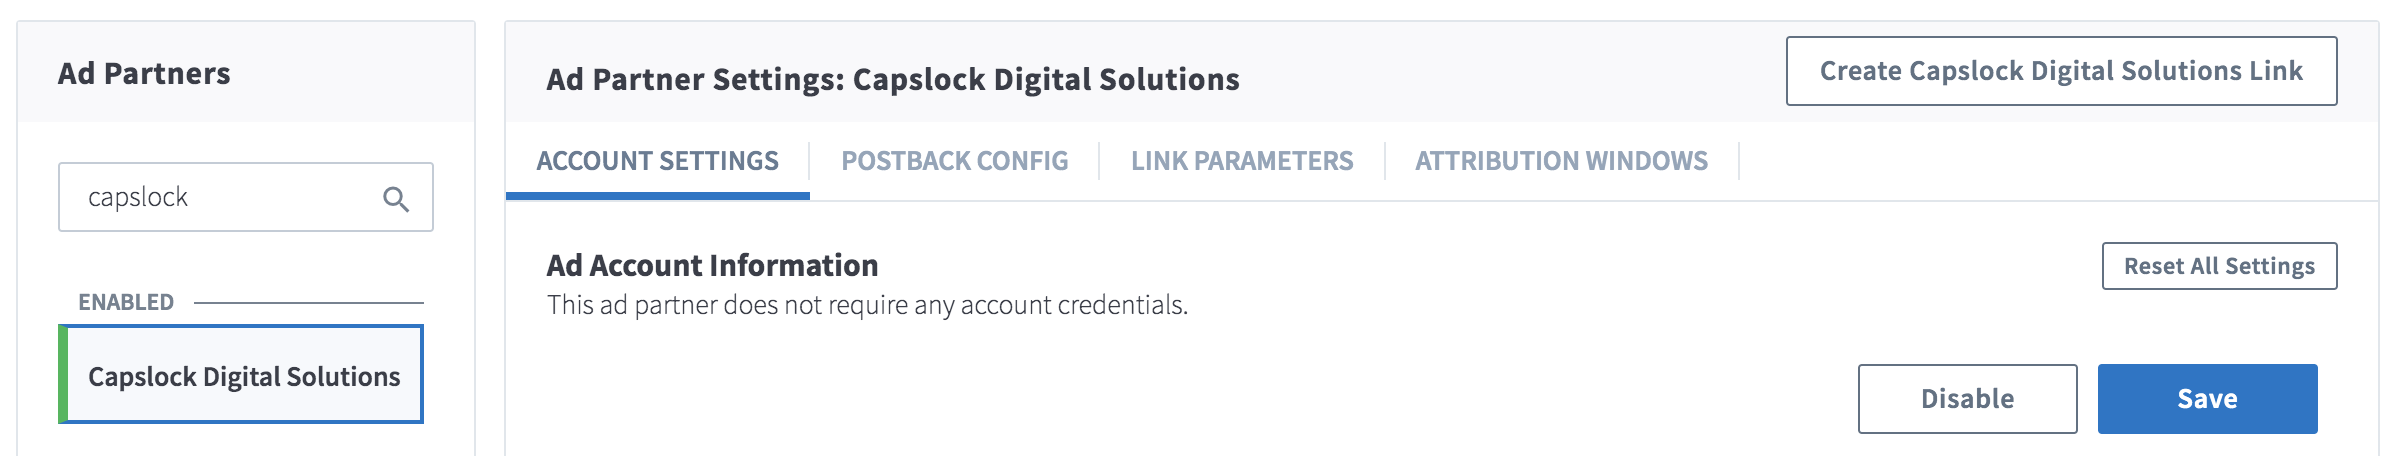 Ad Partners
capslock
ENABLED
Capslock Digital Solutions
Ad Partner Settings: Capslock Digital Solutions
Create Capslock Digital Solutions Link
ACCOUNT SETTINGS
POSTBACK CONFIG
LINK PARAMETERS
ATTRIBUTION WINDOWS
Ad Account Information
Reset All Settings
This ad partner does not require any account credentials.
Disable
Save